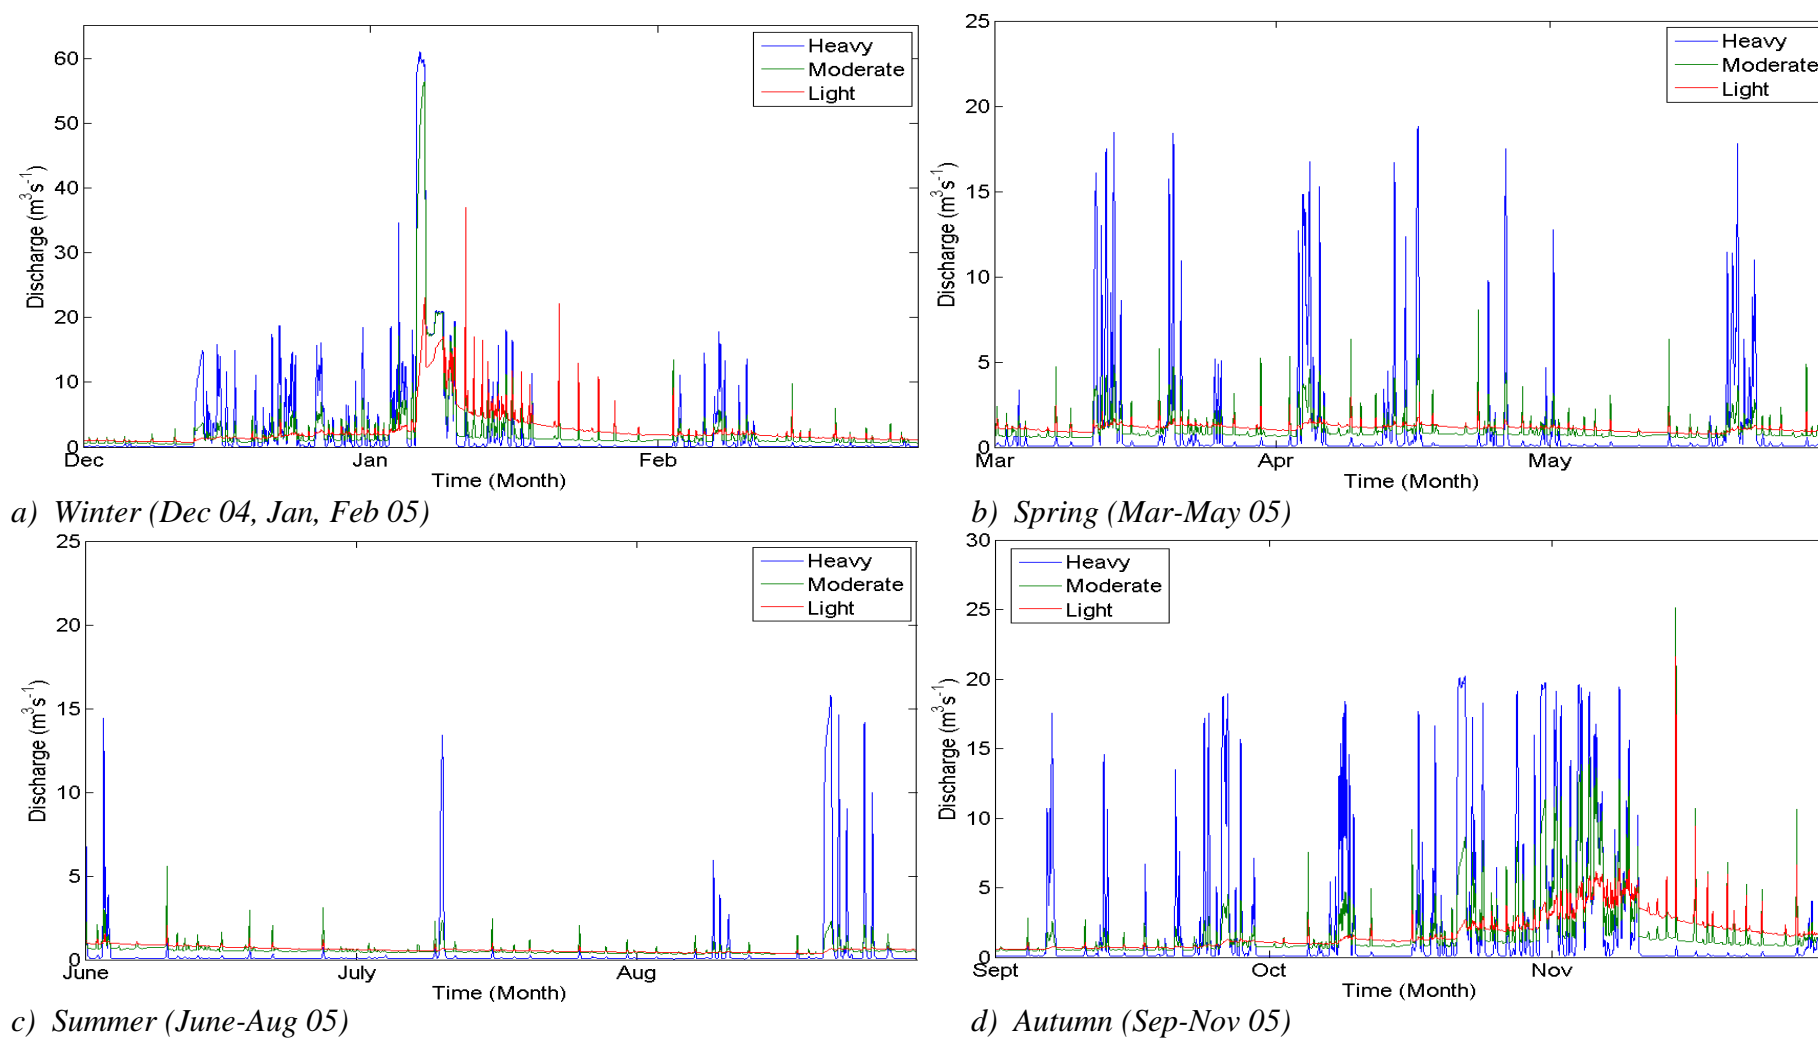 60
50
40
30
20
10
0
Discharge (m³s⁻¹)
Heavy
Moderate
Light
Dec
Jan
Feb
Time (Month)
a) Winter (Dec 04, Jan, Feb 05)
25
20
15
10
5
0
Discharge (m³s⁻¹)
Heavy
Moderate
Light
Mar
Apr
May
Time (Month)
b) Spring (Mar-May 05)
25
20
15
10
5
0
Discharge (m³s⁻¹)
Heavy
Moderate
Light
June
July
Aug
Time (Month)
c) Summer (June-Aug 05)
30
25
20
15
10
5
0
Discharge (m³s⁻¹)
Heavy
Moderate
Light
Sept
Oct
Nov
Time (Month)
d) Autumn (Sep-Nov 05)